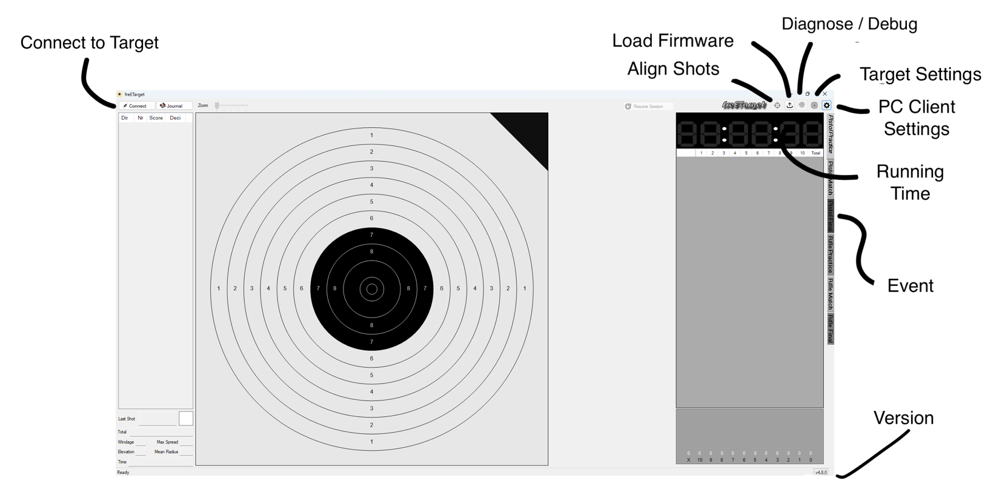 Diagnose / Debug
Load Firmware
Connect to Target
Align Shots
Target Settings
freETarget
Connect
Journal
Zoom
Resume Session
freETarget
PC Client
Settings
Dir Nr Score Deci
88:88:88
1 2 3 4 5 6 7 8 9 10 Total
PistolPractice
Pistol Match
Pistol Final
RiflePractice
Rifle Match
Rifle Final
Running
Time
Event
1
2
3
4
5
6
7
8
1 2 3 4 5 6 7 8 8 7 6 5 4 3 2 1
8
7
6
5
4
3
2
1
Last Shot
Total
Windage Max Spread
Elevation Mean Radius
Time
Ready
0 0 0 0 0 0 0 0 0 0 0 0
X 10 9 8 7 6 5 4 3 2 1 0
Version
v4.8.0